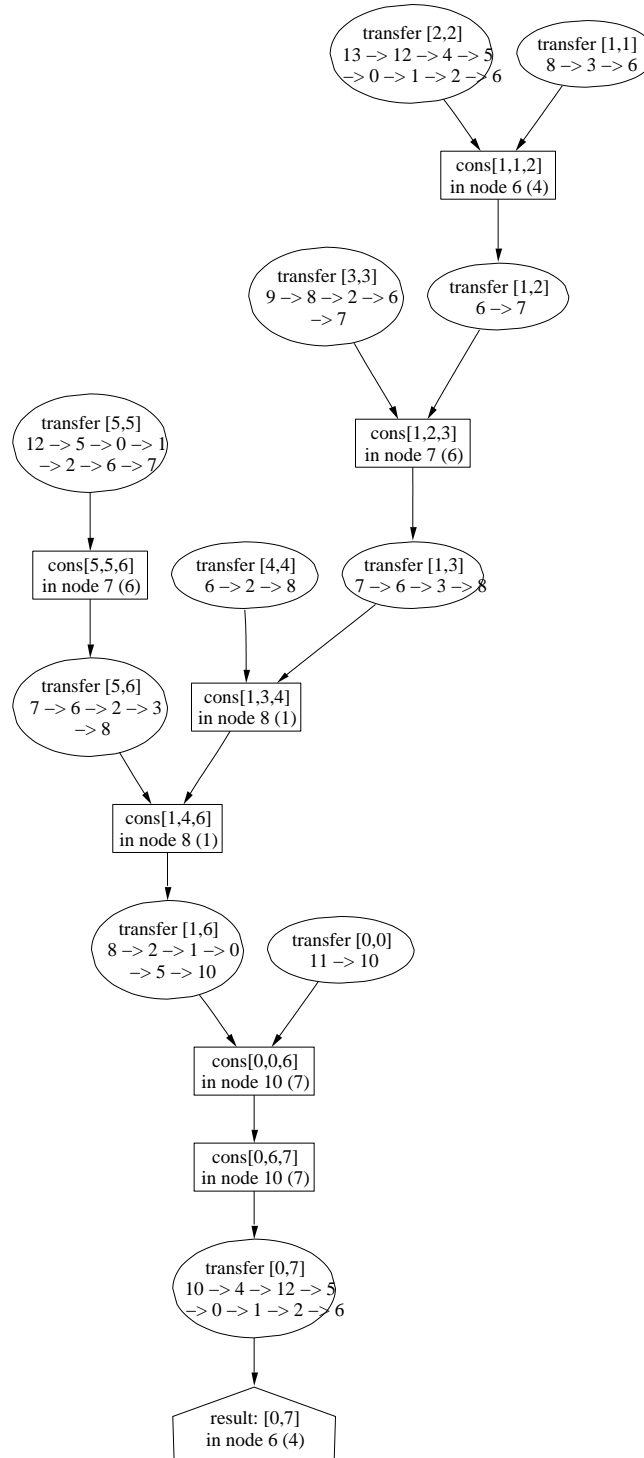 transfer [2,2]
13 –> 12 –> 4 –> 5
–> 0 –> 1 –> 2 –> 6
transfer [1,1]
8 –> 3 –> 6
cons[1,1,2]
in node 6 (4)
transfer [3,3]
9 –> 8 –> 2 –> 6
–> 7
transfer [1,2]
6 –> 7
transfer [5,5]
12 –> 5 –> 0 –> 1
–> 2 –> 6 –> 7
cons[1,2,3]
in node 7 (6)
cons[5,5,6]
in node 7 (6)
transfer [4,4]
6 –> 2 –> 8
transfer [1,3]
7 –> 6 –> 3 –> 8
transfer [5,6]
7 –> 6 –> 2 –> 3
–> 8
cons[1,3,4]
in node 8 (1)
cons[1,4,6]
in node 8 (1)
transfer [1,6]
8 –> 2 –> 1 –> 0
–> 5 –> 10
transfer [0,0]
11 –> 10
cons[0,0,6]
in node 10 (7)
cons[0,6,7]
in node 10 (7)
transfer [0,7]
10 –> 4 –> 12 –> 5
–> 0 –> 1 –> 2 –> 6
result: [0,7]
in node 6 (4)